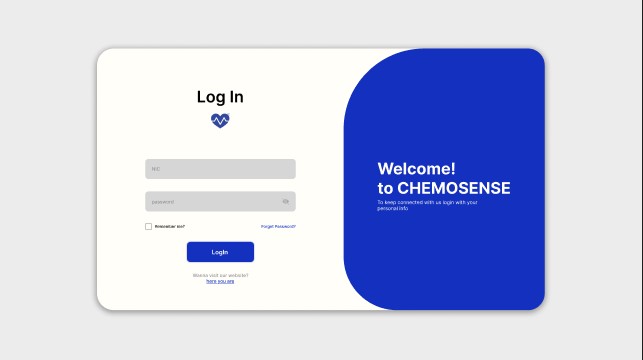 Log In
NIC
password
Remember me?
Forget Password?
LogIn
Wanna visit our website?
here you are
Welcome!
to CHEMOSENSE
To keep connected with us login with your
personal info